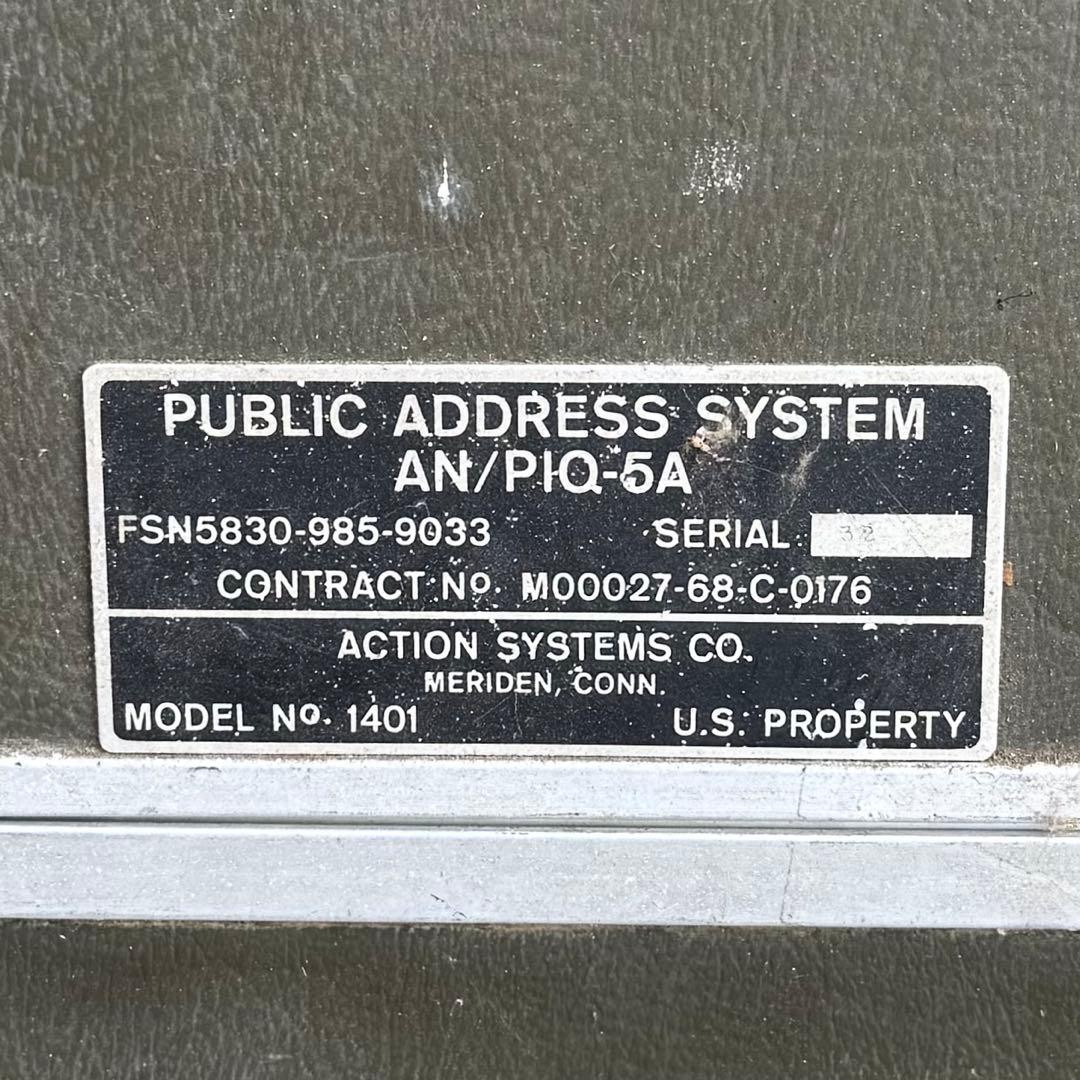 PUBLIC ADDRESS SYSTEM
AN/PIQ-5A
FSN5830-985-9033 SERIAL 32
CONTRACT Nº. M00027-68-C-0176
ACTION SYSTEMS CO.
MERIDEN, CONN.
MODEL Nº. 1401 U.S. PROPERTY